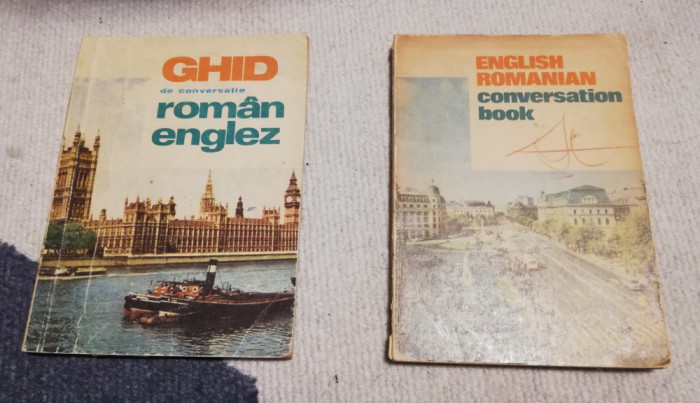 GHID
de conversație
român
englez
ENGLISH
ROMANIAN
conversation
book